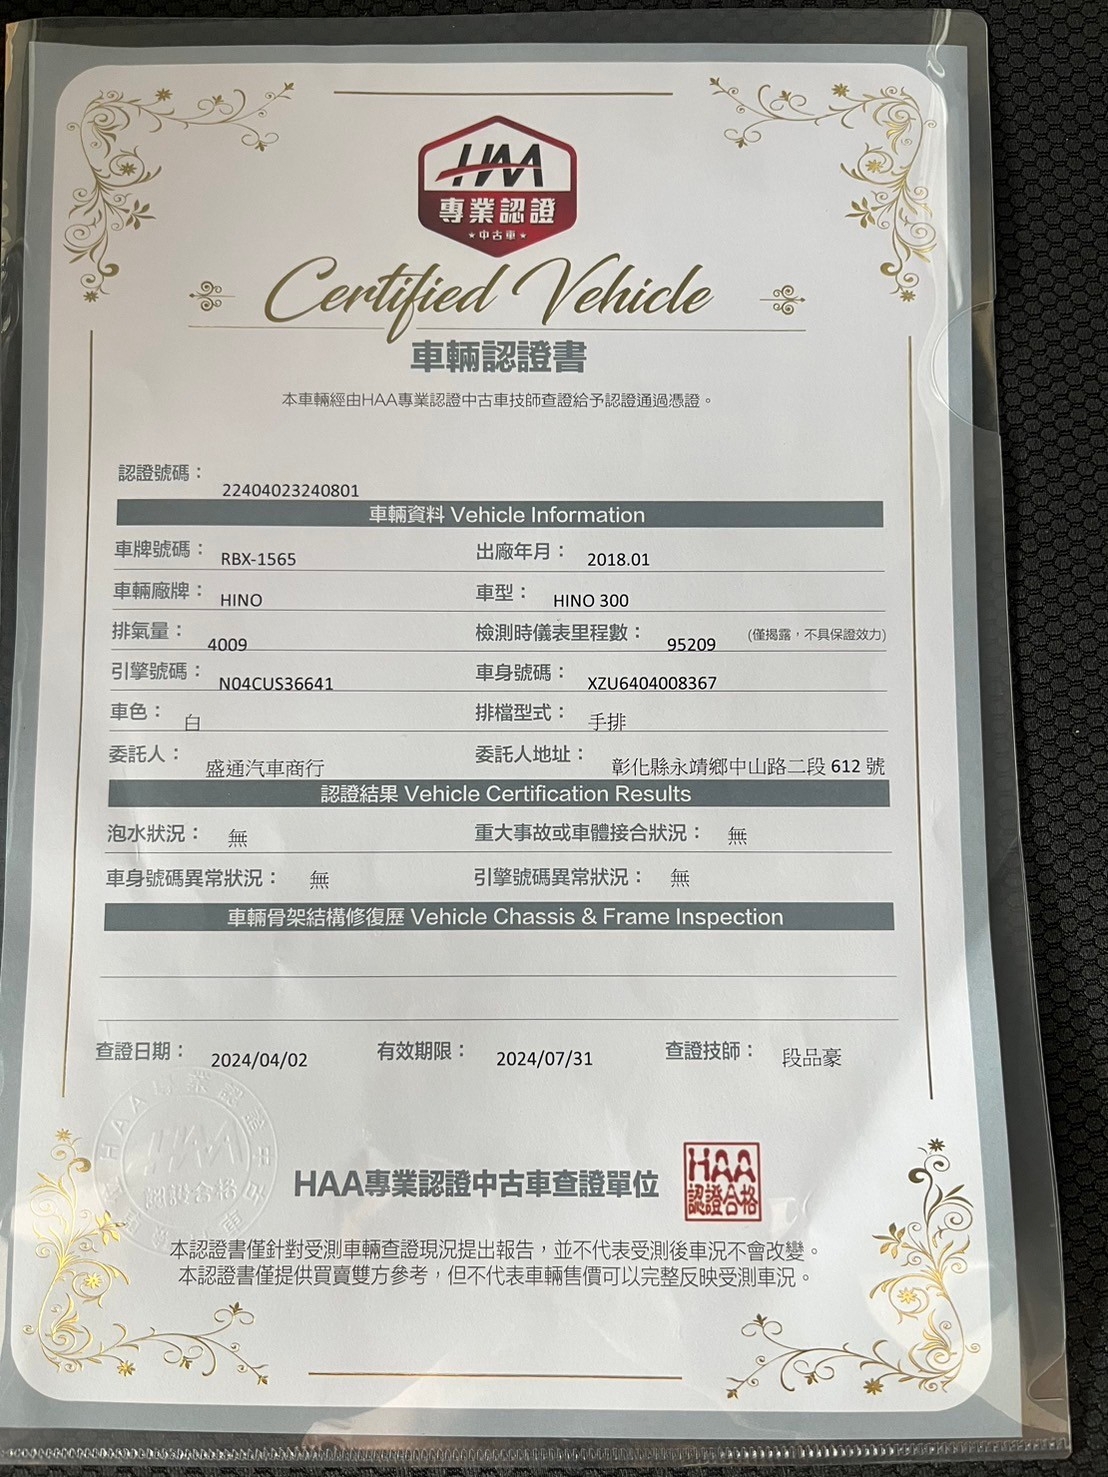 HAA
專業認證
★中古車★
Certified Vehicle
車輛認證書
本車輛經由HAA專業認證中古車技師查證給予認證通過憑證。
認證號碼： 22404023240801
車輛資料 Vehicle Information
車牌號碼： RBX-1565 出廠年月： 2018.01
車輛廠牌： HINO 車型： HINO 300
排氣量： 4009 檢測時儀表里程數： 95209 (僅揭露，不具保證效力)
引擎號碼： N04CUS36641 車身號碼： XZU6404008367
車色： 白 排檔型式： 手排
委託人： 盛通汽車商行 委託人地址： 彰化縣永靖鄉中山路二段 612 號
認證結果 Vehicle Certification Results
泡水狀況： 無 重大事故或車體接合狀況： 無
車身號碼異常狀況： 無 引擎號碼異常狀況： 無
車輛骨架結構修復歷 Vehicle Chassis & Frame Inspection
查證日期： 2024/04/02 有效期限： 2024/07/31 查證技師： 段品豪
HAA
認證合格
HAA專業認證中古車查證單位
HAA
認證合格
本認證書僅針對受測車輛查證現況提出報告，並不代表受測後車況不會改變。
本認證書僅提供買賣雙方參考，但不代表車輛售價可以完整反映受測車況。